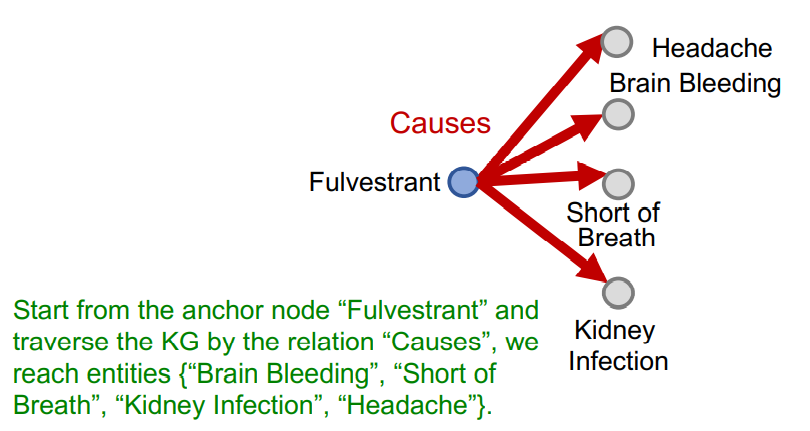 Headache
Brain Bleeding
Causes
Fulvestrant
Short of
Breath
Start from the anchor node “Fulvestrant” and
traverse the KG by the relation “Causes”, we
reach entities {“Brain Bleeding”, “Short of
Breath”, “Kidney Infection”, “Headache”}.
Kidney
Infection